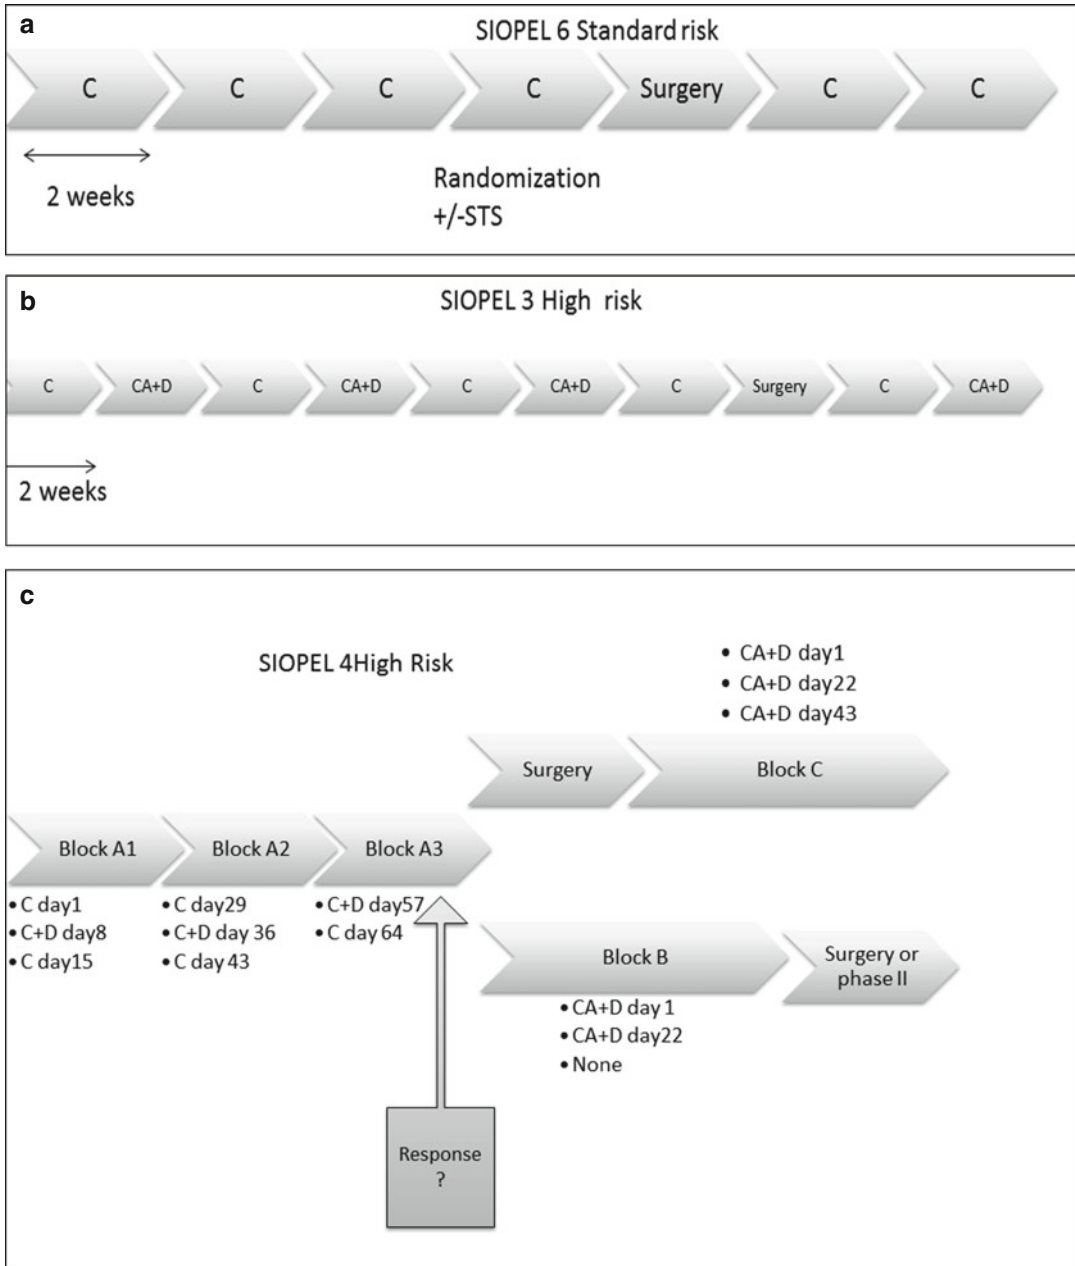 a
SIOPEL 6 Standard risk
C
C
C
C
Surgery
C
C
2 weeks
Randomization
+/-STS
b
SIOPEL 3 High risk
C
CA+D
C
CA+D
C
CA+D
C
Surgery
C
CA+D
2 weeks
c
SIOPEL 4High Risk
• CA+D day1
• CA+D day22
• CA+D day43
Surgery
Block C
Block A1
Block A2
Block A3
• C day1
• C+D day8
• C day15
• C day29
• C+D day 36
• C day 43
• C+D day57
• C day 64
Block B
Surgery or
phase II
• CA+D day 1
• CA+D day22
• None
Response
?